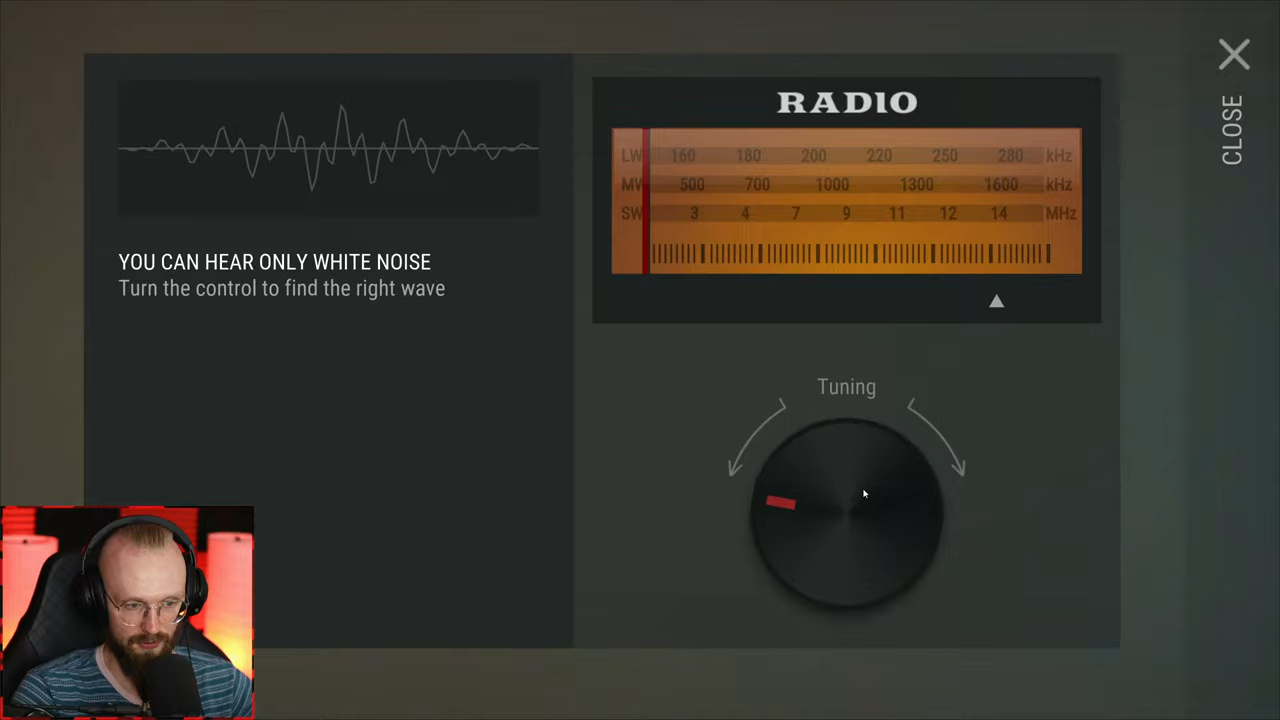 YOU CAN HEAR ONLY WHITE NOISE
Turn the control to find the right wave
RADIO
LW 160 180 200 220 250 280 kHz
MW 500 700 1000 1300 1600 kHz
SW 3 4 7 9 11 12 14 MHz
Tuning
CLOSE